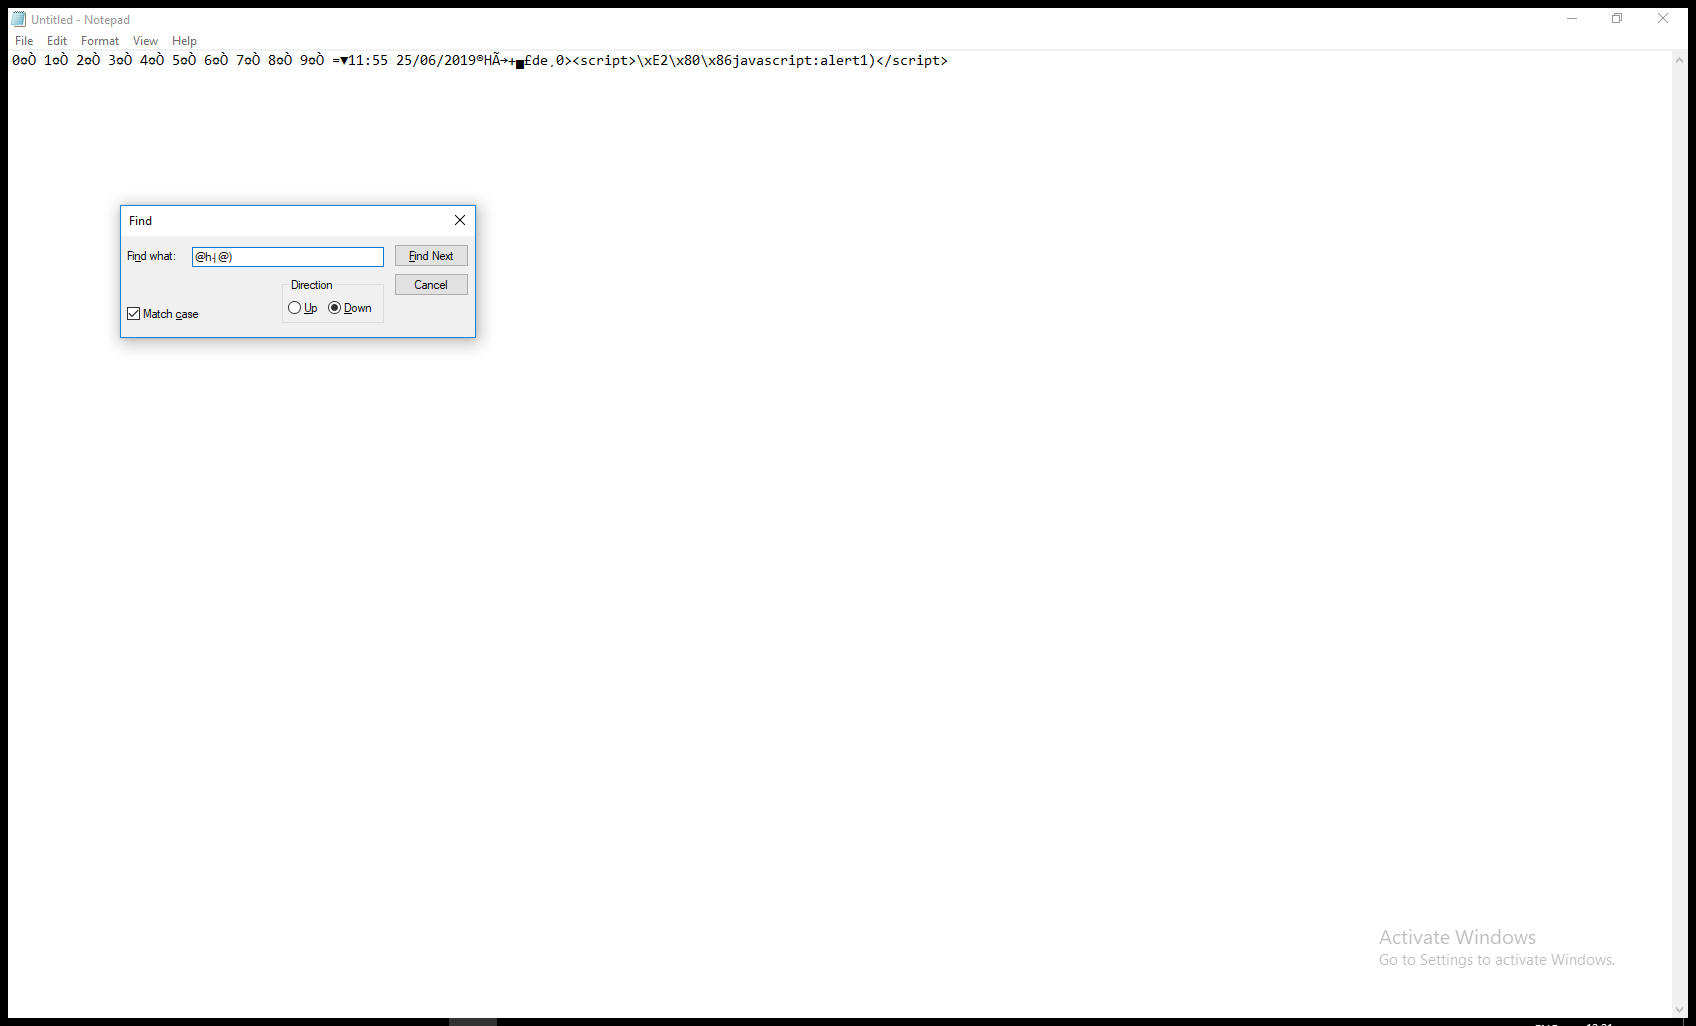 Untitled - Notepad
File Edit Format View Help
0¤Ò 1¤Ò 2¤Ò 3¤Ò 4¤Ò 5¤Ò 6¤Ò 7¤Ò 8¤Ò 9¤Ò =▼11:55 25/06/2019®HÃ→+▄£de¸0><script>\xE2\x80\x86javascript:alert1)</script>
Find
Find what: @h┤@) Find Next
Direction Cancel
Up Down
Match case
Activate Windows
Go to Settings to activate Windows.